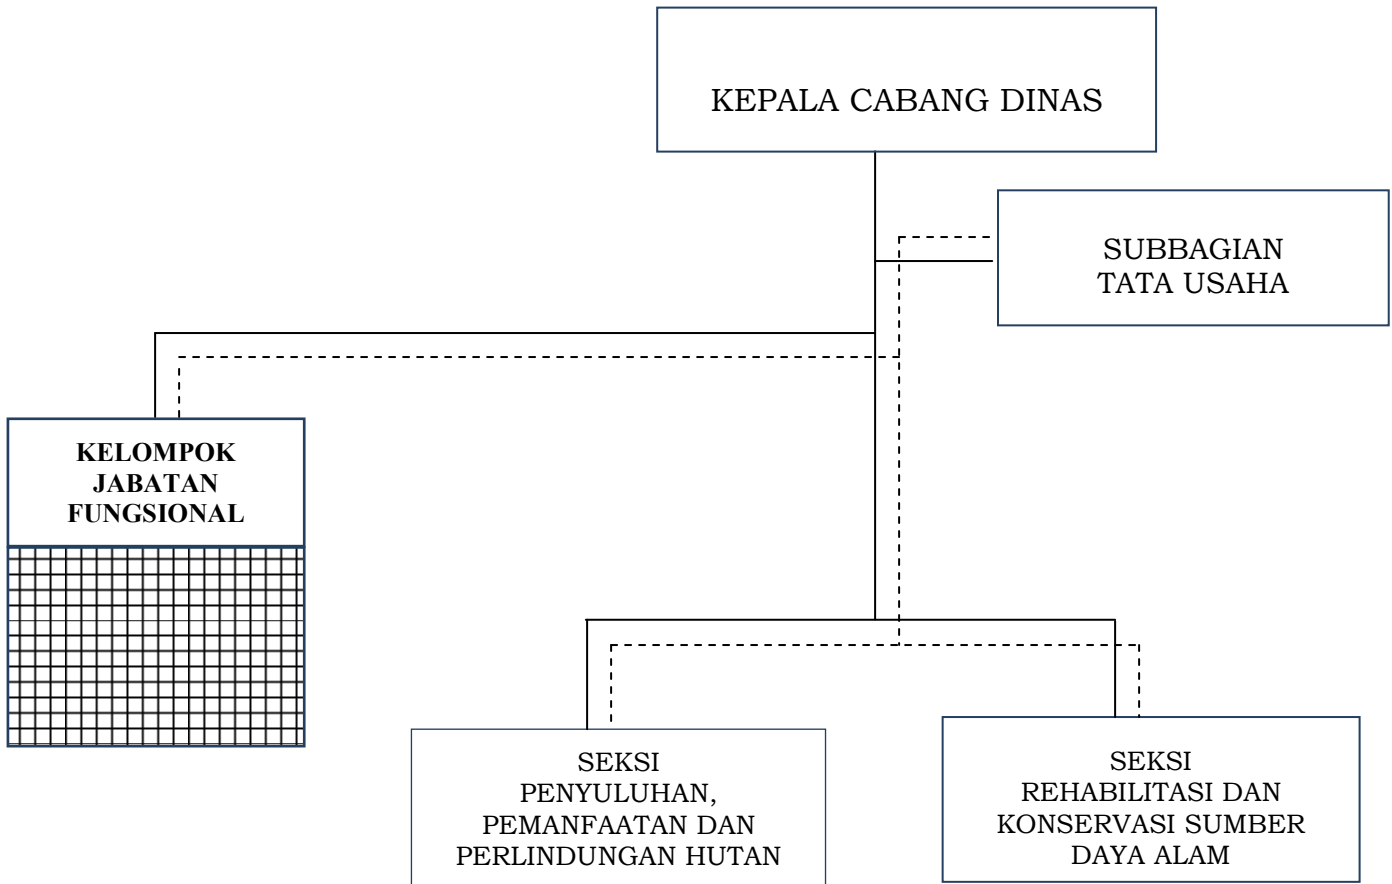 KEPALA CABANG DINAS
SUBBAGIAN
TATA USAHA
KELOMPOK
JABATAN
FUNGSIONAL
SEKSI
PENYULUHAN,
PEMANFAATAN DAN
PERLINDUNGAN HUTAN
SEKSI
REHABILITASI DAN
KONSERVASI SUMBER
DAYA ALAM